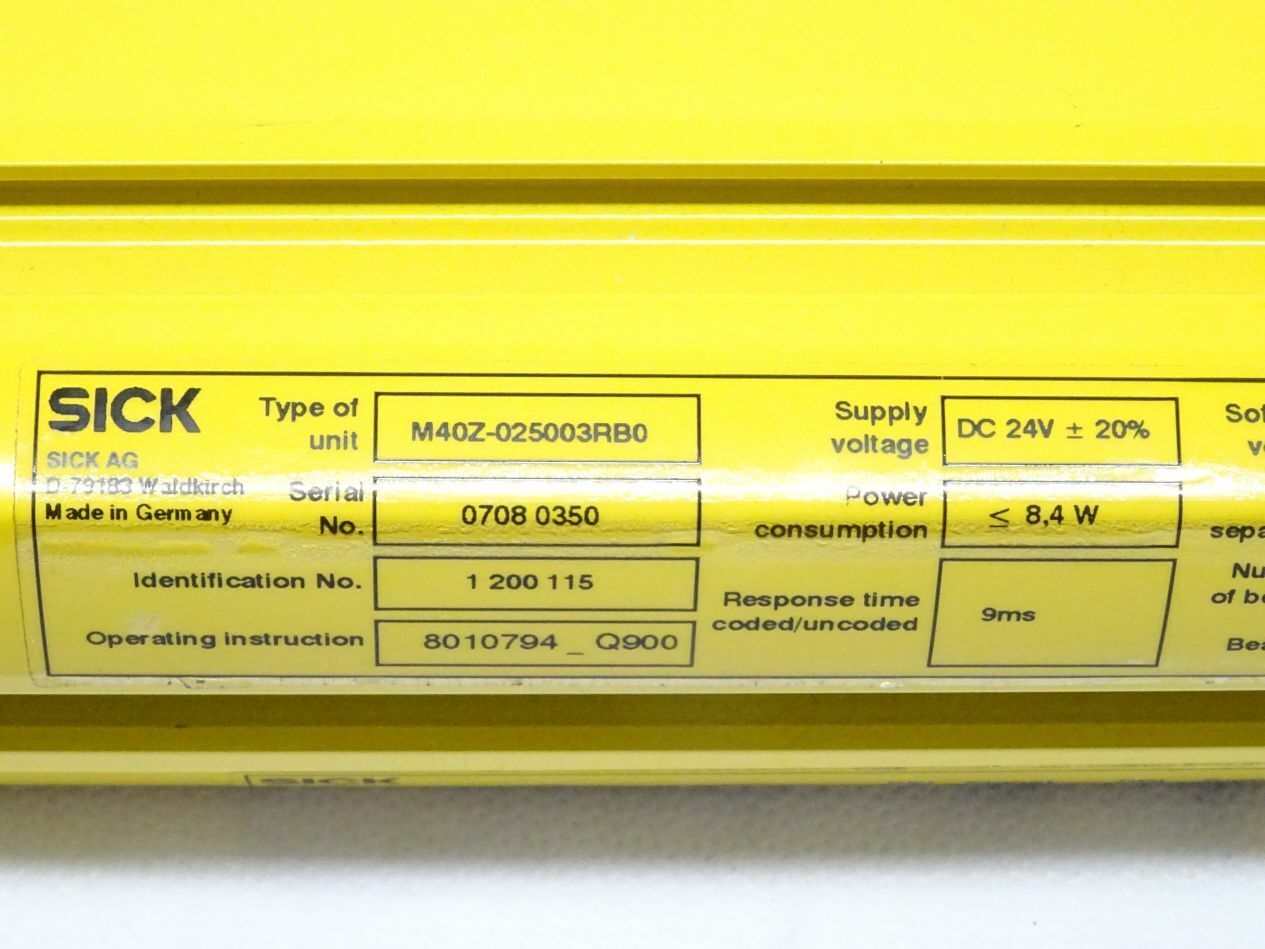 SICK
SICK AG
D-79183 Waldkirch
Made in Germany
Type of
unit
M40Z-025003RB0
Serial
No.
0708 0350
Identification No.
1 200 115
Operating instruction
8010794 _ Q900
Supply
voltage
DC 24V ± 20%
Power
consumption
≤ 8,4 W
Response time
coded/uncoded
9ms
SICK